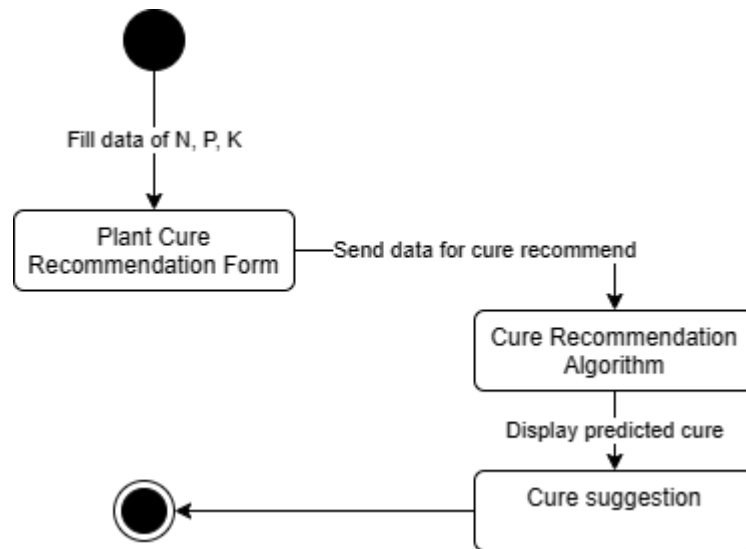 Fill data of N, P, K
Plant Cure
Recommendation Form
Send data for cure recommend
Cure Recommendation
Algorithm
Display predicted cure
Cure suggestion